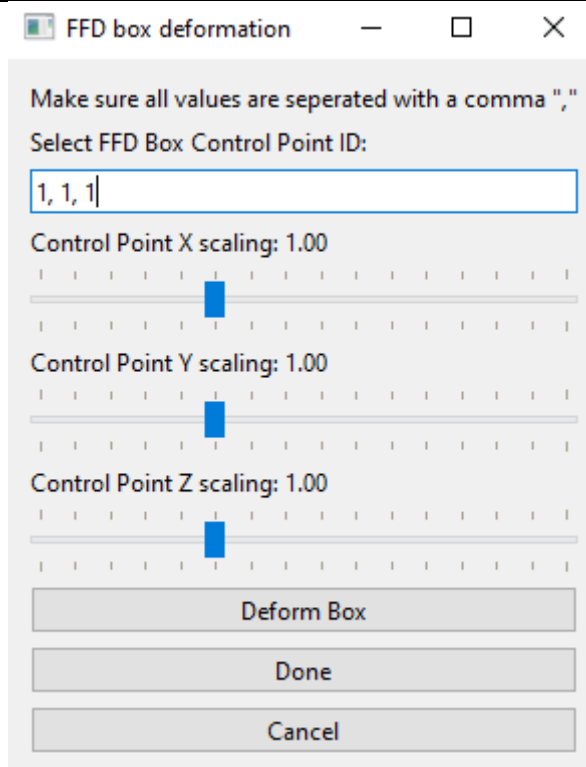 FFD box deformation
Make sure all values are seperated with a comma ","
Select FFD Box Control Point ID:
1, 1, 1
Control Point X scaling: 1.00
Control Point Y scaling: 1.00
Control Point Z scaling: 1.00
Deform Box
Done
Cancel